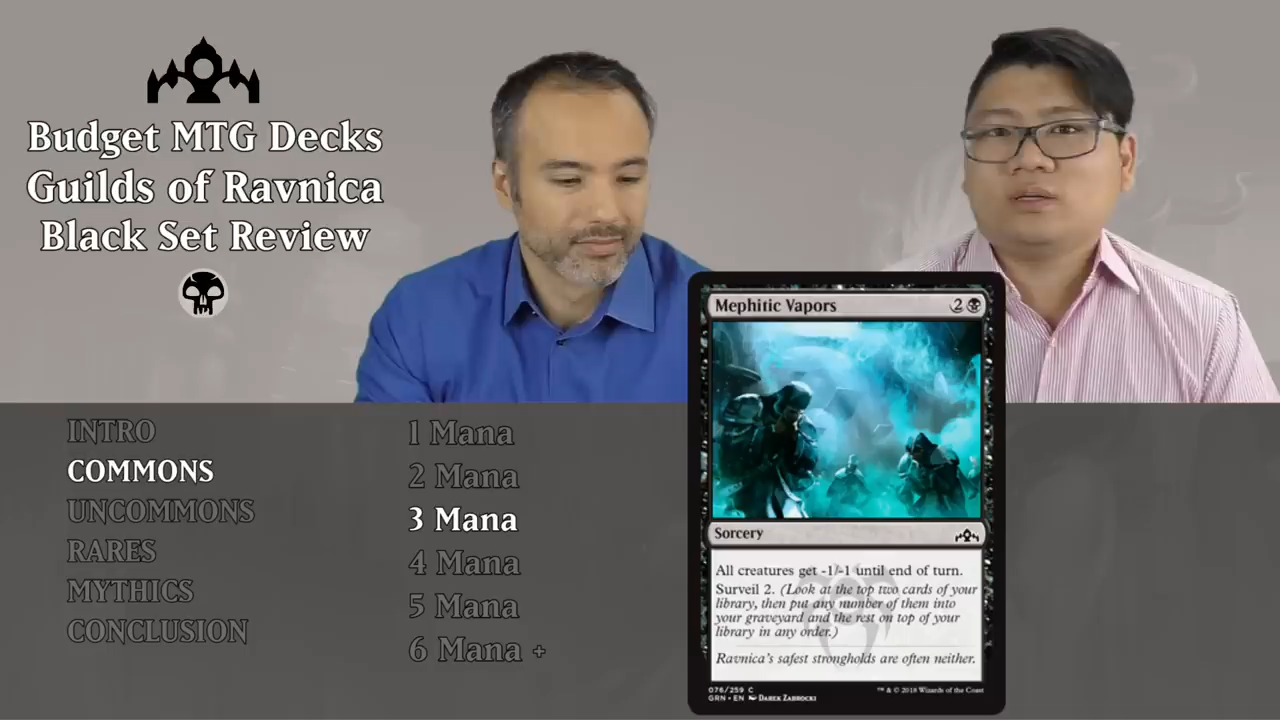 Budget MTG Decks
Guilds of Ravnica
Black Set Review
INTRO
COMMONS
UNCOMMONS
RARES
MYTHICS
CONCLUSION
1 Mana
2 Mana
3 Mana
4 Mana
5 Mana
6 Mana +
Mephitic Vapors 2
Sorcery
All creatures get -1/-1 until end of turn.
Surveil 2. (Look at the top two cards of your
library, then put any number of them into
your graveyard and the rest on top of your
library in any order.)
Ravnica's safest strongholds are often neither.
076/259 C
GRN • EN Darek Zabrocki
™ & © 2018 Wizards of the Coast